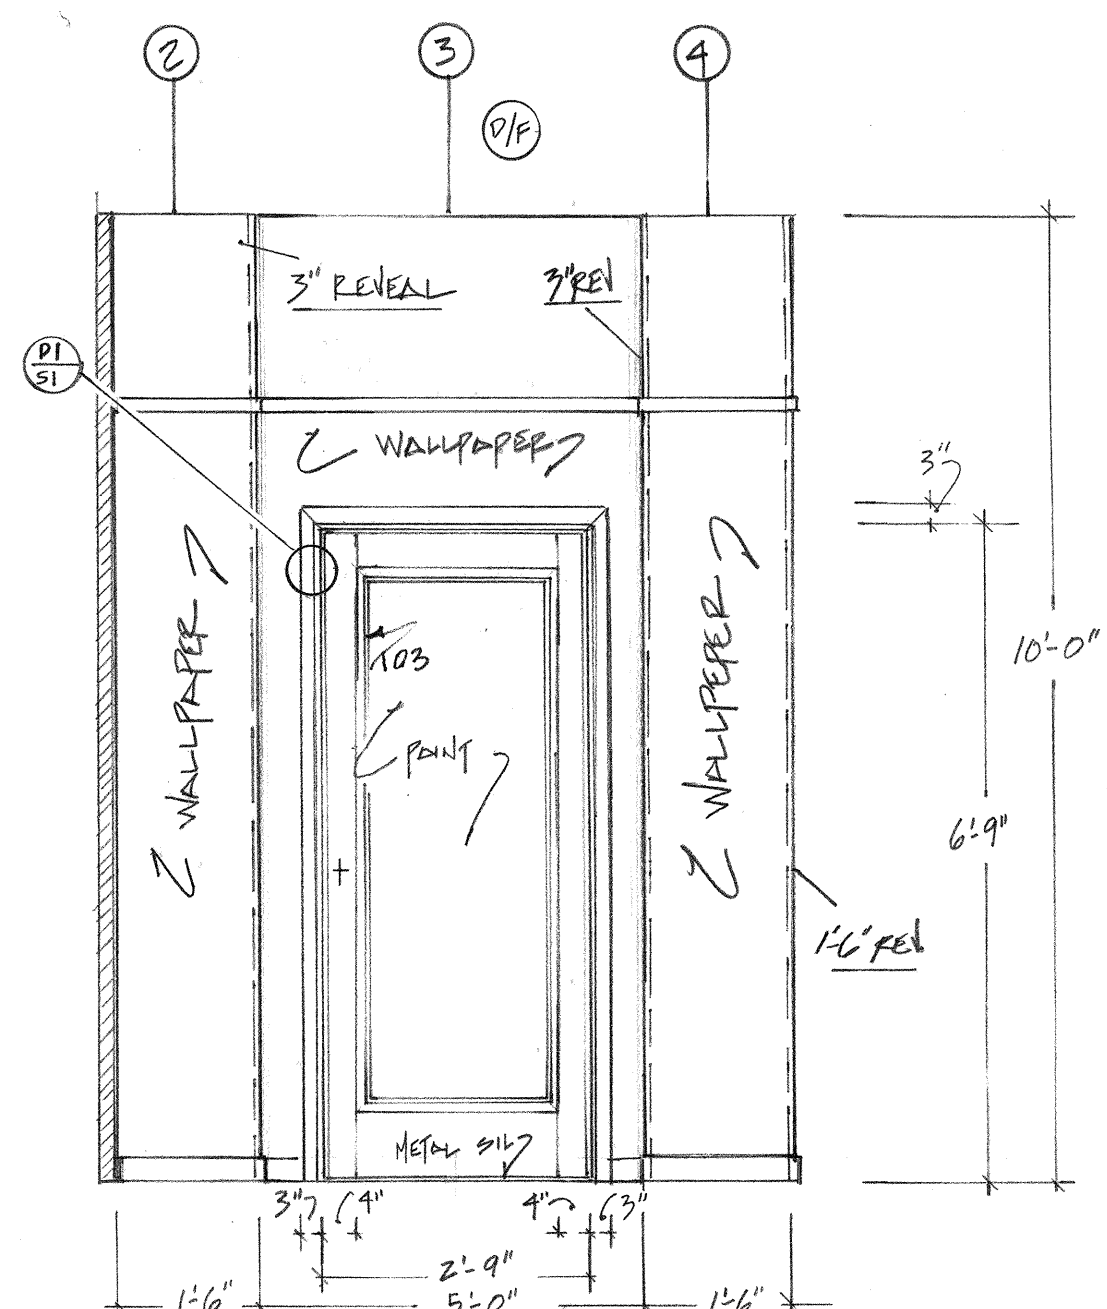 2
3
4
D/F
3" REVEAL
3" REV
D1
S1
WALLPAPER
3"
WALLPAPER
WALLPEPER
10'-0"
T03
PAINT
6'-9"
1'-6" REV
METAL SILL
3"
4"
4"
3"
2'-9"
1'-6"
5'-0"
1'-6"